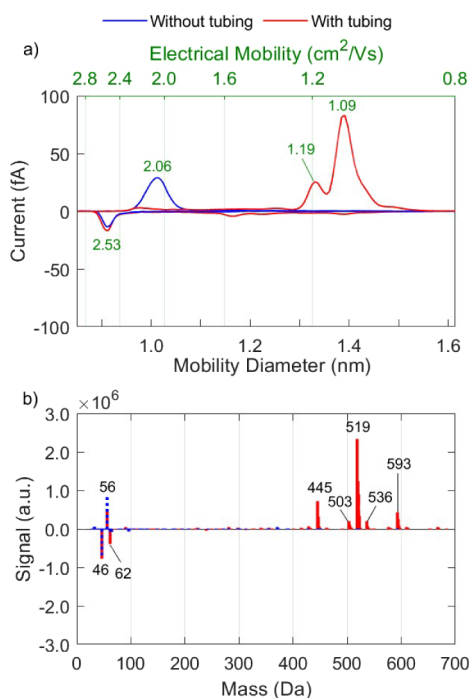 Without tubing With tubing
a)
Electrical Mobility (cm²/Vs)
2.8 2.4 2.0 1.6 1.2 0.8
100
50
0
-50
-100
Current (fA)
2.06
1.19
1.09
2.53
1.0 1.2 1.4 1.6
Mobility Diameter (nm)
b)
×10⁶
3.0
2.0
1.0
0.0
-1.0
-2.0
-3.0
Signal (a.u.)
56
46
62
445
503
519
536
593
0 100 200 300 400 500 600 700
Mass (Da)